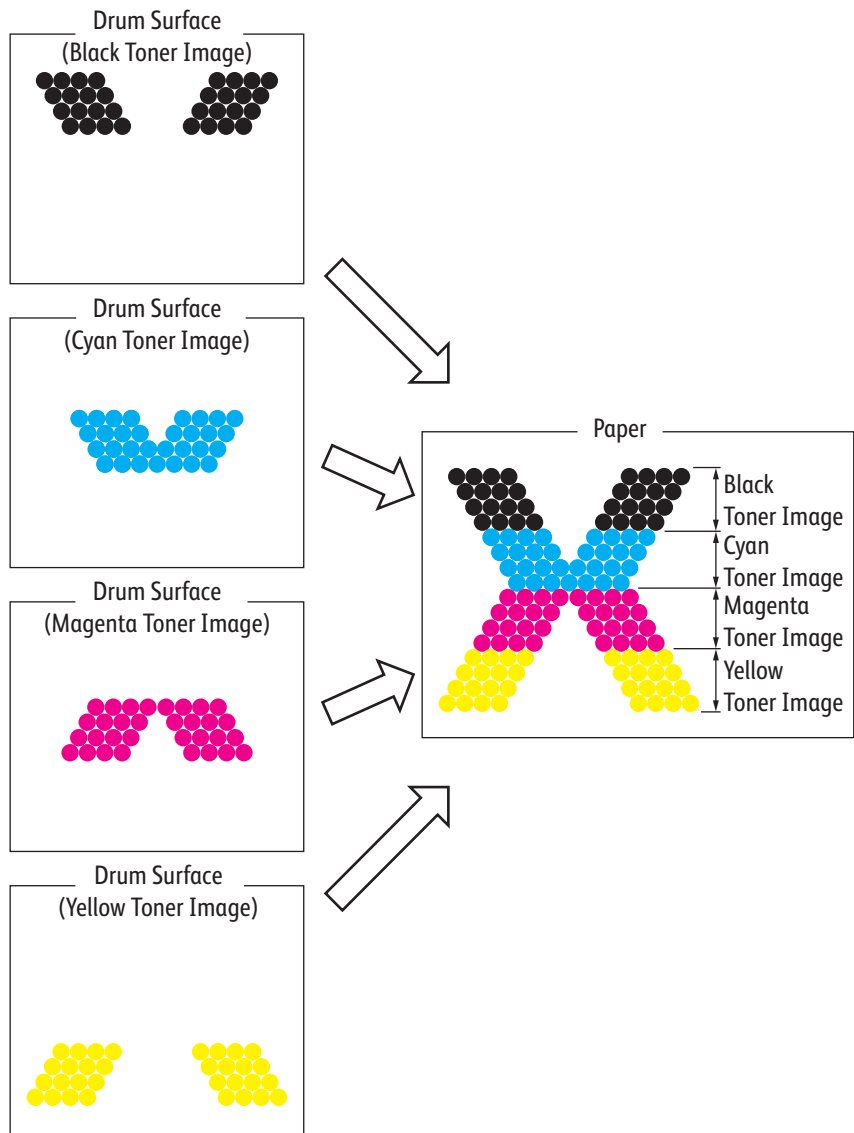 Drum Surface
(Black Toner Image)
Drum Surface
(Cyan Toner Image)
Drum Surface
(Magenta Toner Image)
Drum Surface
(Yellow Toner Image)
Paper
Black
Toner Image
Cyan
Toner Image
Magenta
Toner Image
Yellow
Toner Image